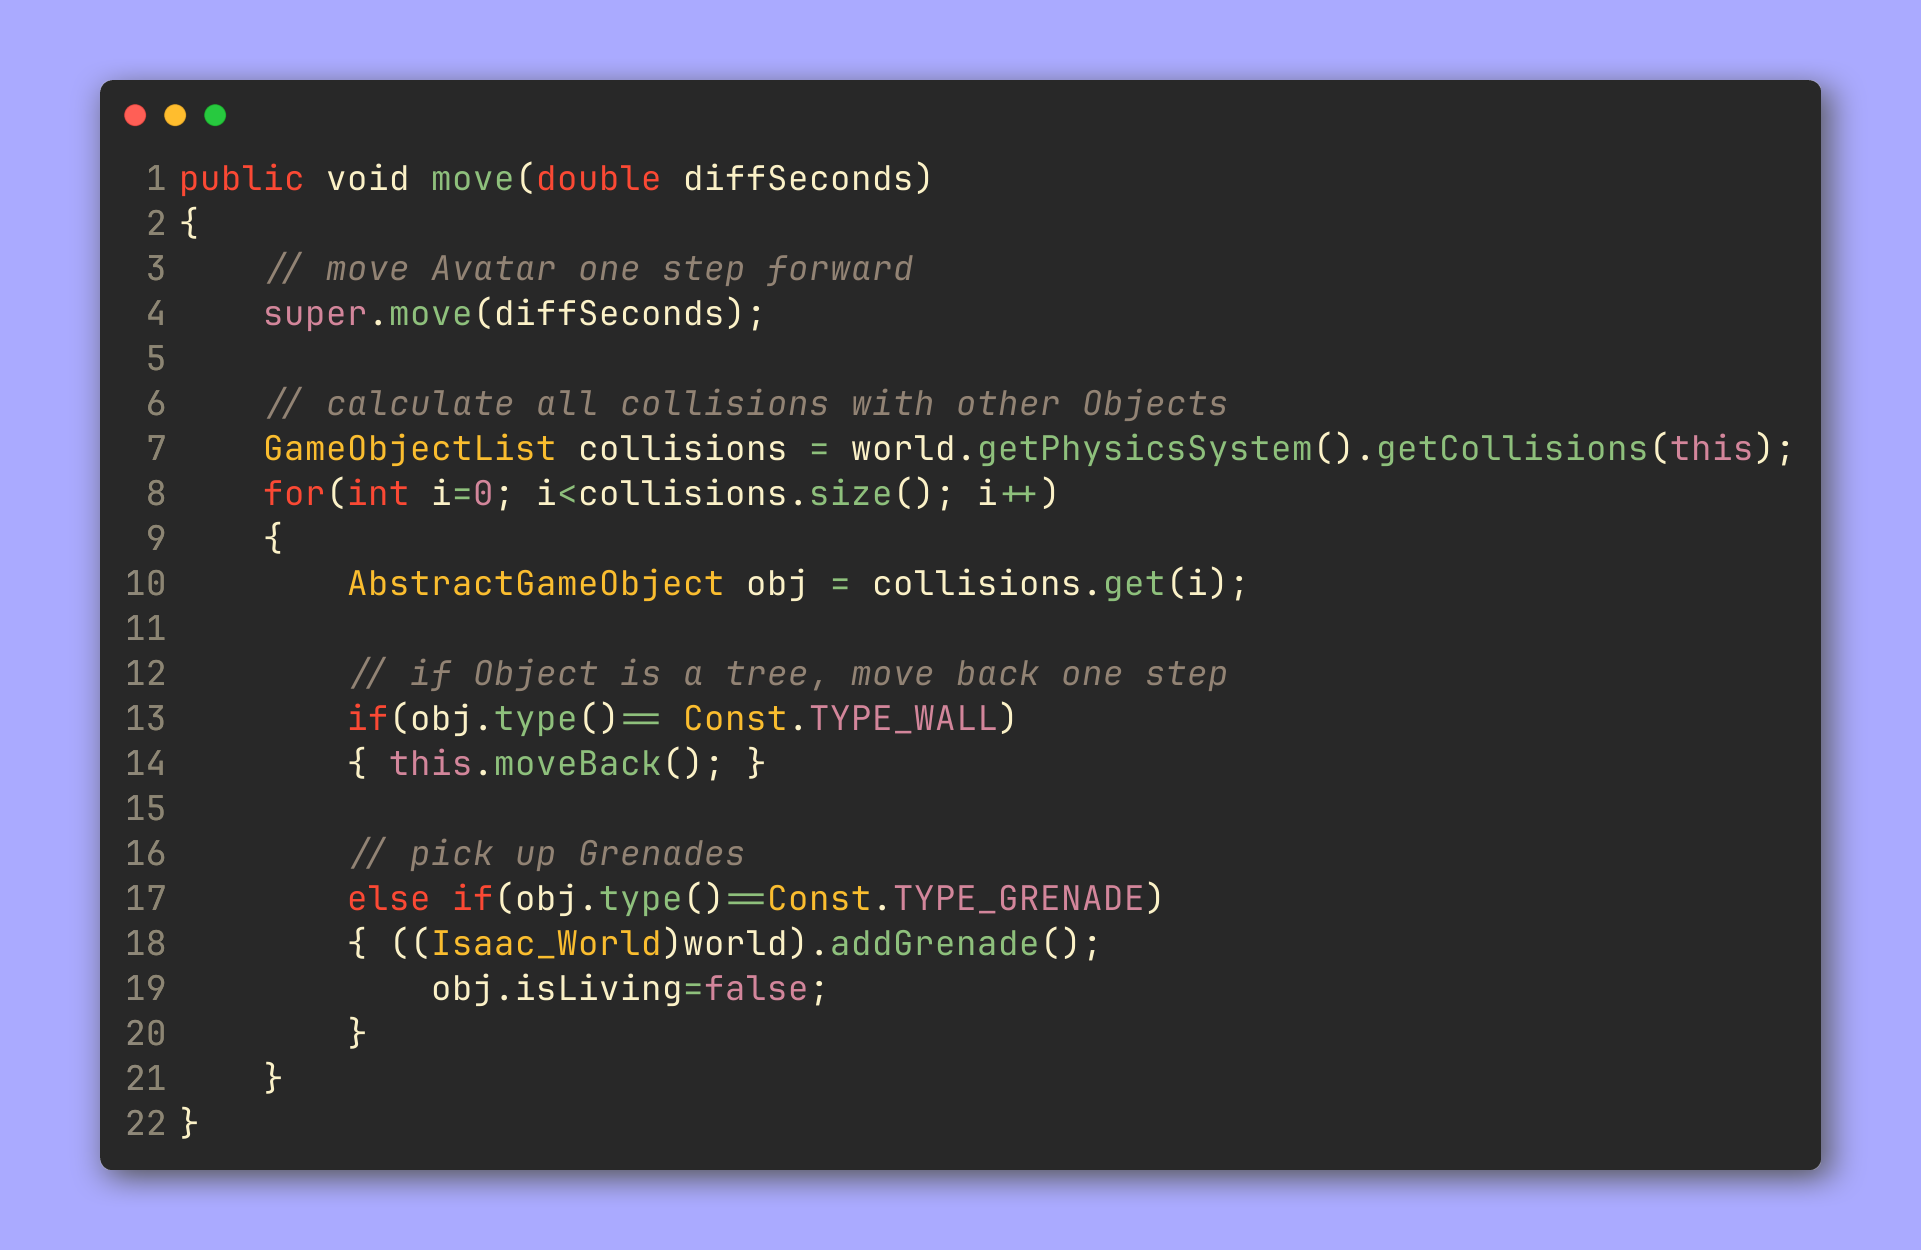 1 public void move(double diffSeconds)
2 {
3     // move Avatar one step forward
4     super.move(diffSeconds);
5
6     // calculate all collisions with other Objects
7     GameObjectList collisions = world.getPhysicsSystem().getCollisions(this);
8     for(int i=0; i<collisions.size(); i++)
9     {
10         AbstractGameObject obj = collisions.get(i);
11
12         // if Object is a tree, move back one step
13         if(obj.type()== Const.TYPE_WALL)
14         { this.moveBack(); }
15
16         // pick up Grenades
17         else if(obj.type()==Const.TYPE_GRENADE)
18         { ((Isaac_World)world).addGrenade();
19             obj.isLiving=false;
20         }
21     }
22 }